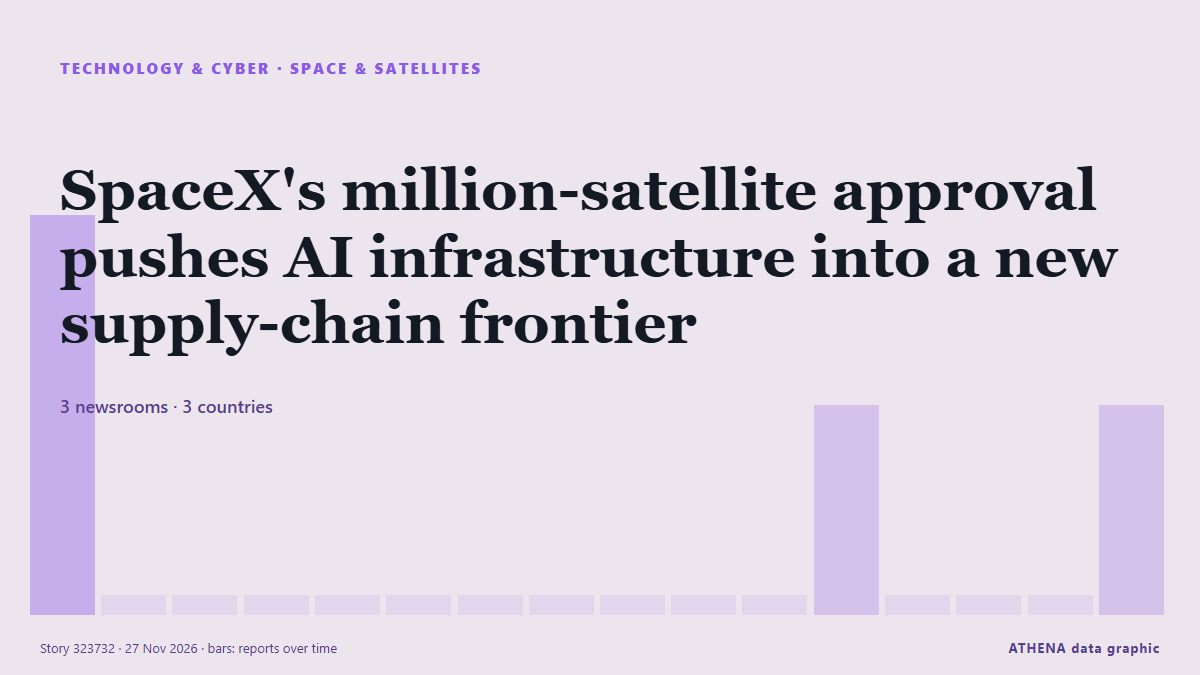 TECHNOLOGY & CYBER · SPACE & SATELLITES
SpaceX's million-satellite approval
pushes AI infrastructure into a new
supply-chain frontier
3 newsrooms · 3 countries
Story 323732 · 27 Nov 2026 · bars: reports over time
ATHENA data graphic